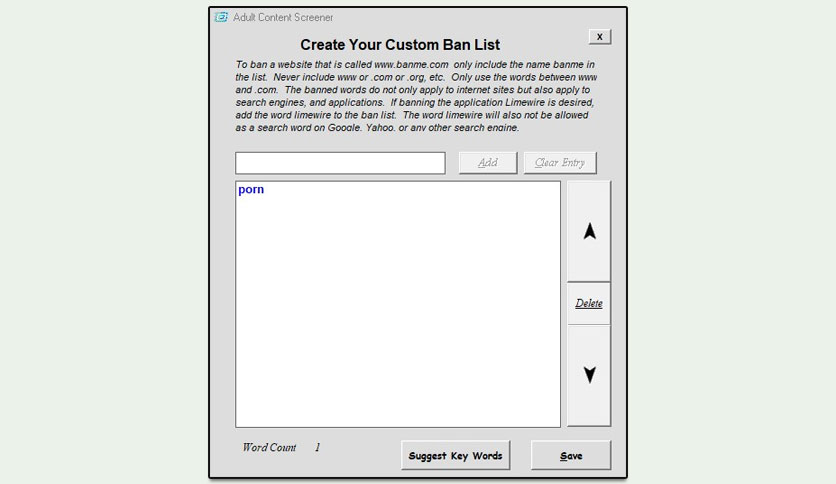 Adult Content Screener
x
Create Your Custom Ban List
To ban a website that is called www.banme.com only include the name banme in
the list. Never include www or .com or .org, etc. Only use the words between www
and .com. The banned words do not only apply to internet sites but also apply to
search engines, and applications. If banning the application Limewire is desired,
add the word limewire to the ban list. The word limewire will also not be allowed
as a search word on Google, Yahoo, or any other search engine.
Add
Clear Entry
porn
Delete
Word Count 1
Suggest Key Words
Save